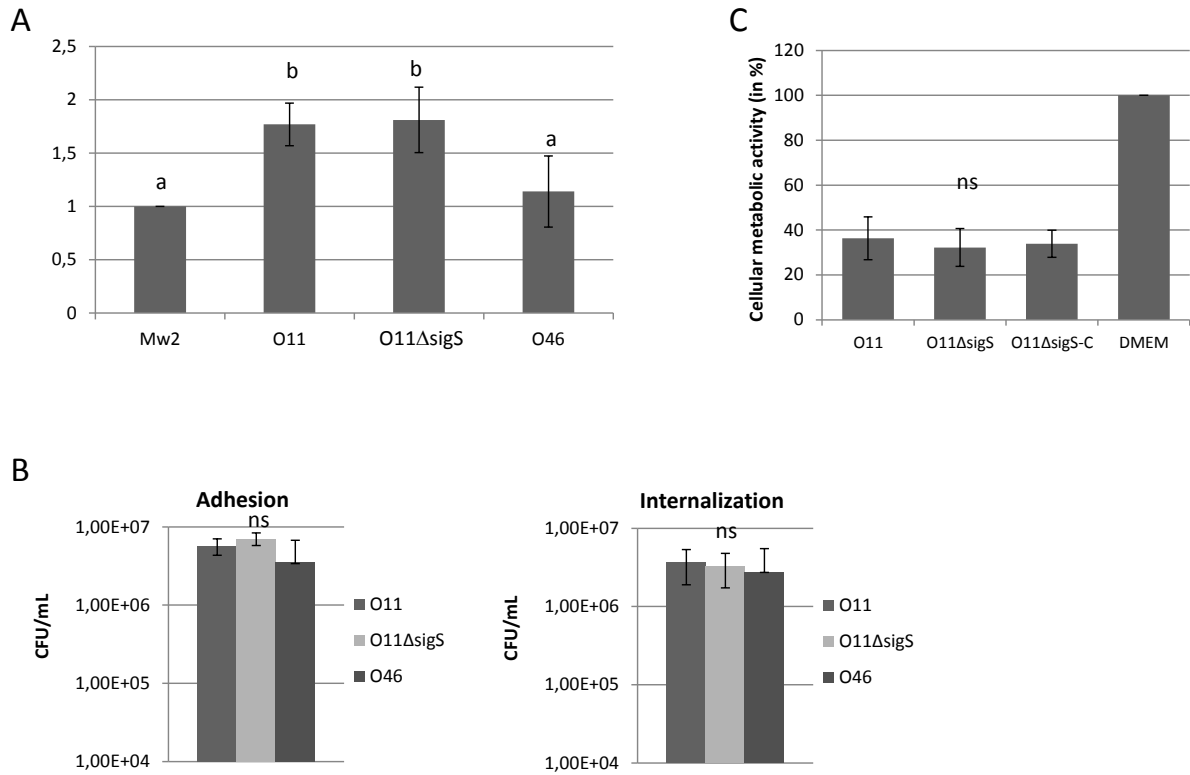 A
2,5
2
1,5
1
0,5
0
a
b
b
a
Mw2
O11
O11ΔsigS
O46
C
Cellular metabolic activity (in %)
120
100
80
60
40
20
0
ns
O11
O11ΔsigS
O11ΔsigS-C
DMEM
B
Adhesion
ns
CFU/mL
1,00E+07
1,00E+06
1,00E+05
1,00E+04
O11
O11ΔsigS
O46
Internalization
ns
CFU/mL
1,00E+07
1,00E+06
1,00E+05
1,00E+04
O11
O11ΔsigS
O46